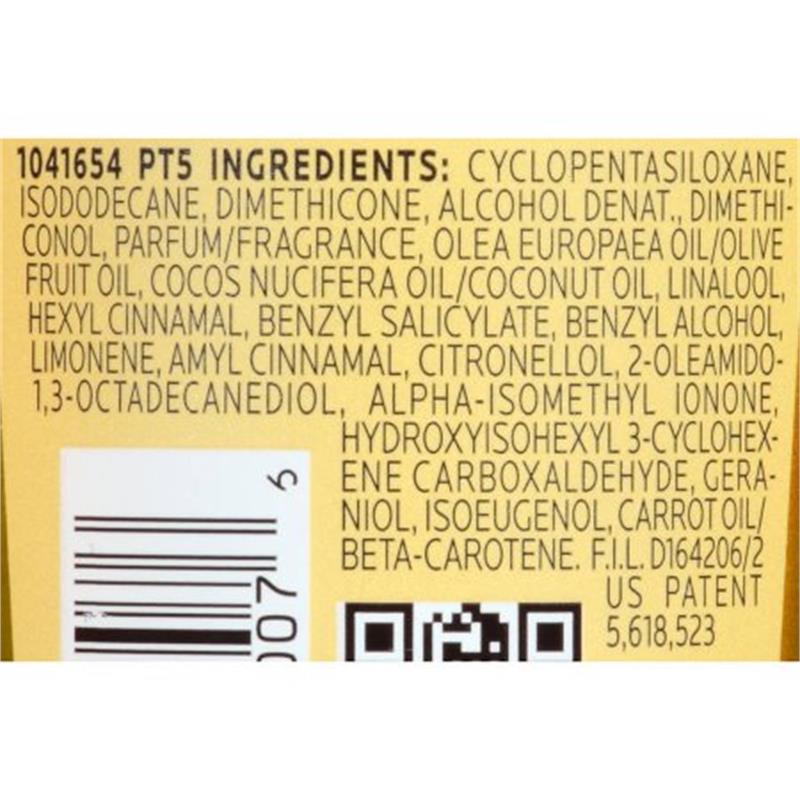 1041654 PT5 INGREDIENTS: CYCLOPENTASILOXANE,
ISODODECANE, DIMETHICONE, ALCOHOL DENAT., DIMETHI-
CONOL, PARFUM/FRAGRANCE, OLEA EUROPAEA OIL/OLIVE
FRUIT OIL, COCOS NUCIFERA OIL/COCONUT OIL, LINALOOL,
HEXYL CINNAMAL, BENZYL SALICYLATE, BENZYL ALCOHOL,
LIMONENE, AMYL CINNAMAL, CITRONELLOL, 2-OLEAMIDO-
1,3-OCTADECANEDIOL, ALPHA-ISOMETHYL IONONE,
HYDROXYISOHEXYL 3-CYCLOHEX-
ENE CARBOXALDEHYDE, GERA-
NIOL, ISOEUGENOL, CARROT OIL/
BETA-CAROTENE. F.I.L. D164206/2
US PATENT
5,618,523
5
007